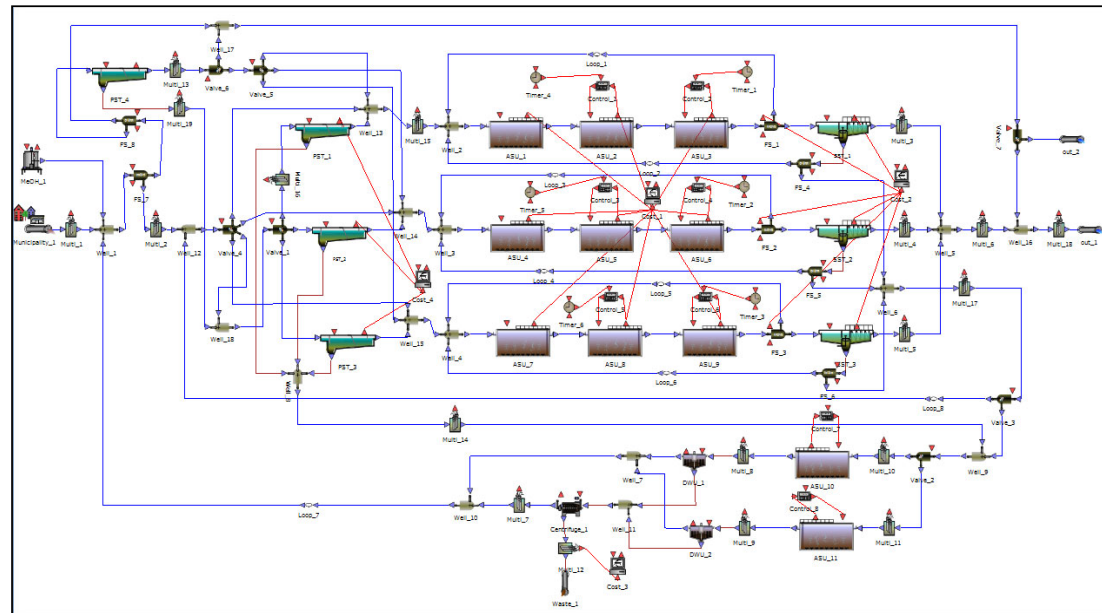 Well_17
Loop_1
Multi_13
Valve_6
Valve_5
Timer_4
Control_1
Control_2
Timer_1
PST_4
Multi_19
FS_8
Well_13
Multi_15
Well_2
ASU_1
ASU_2
ASU_3
FS_1
SST_1
Multi_3
Valve_7
out_2
MeOH_1
PST_1
Loop_2
FS_4
FS_7
Multi_16
Loop_3
Timer_5
Control_3
Cost_1
Control_4
Timer_2
Cost_2
Municipality_1
Multi_1
Well_1
Multi_2
Well_12
Valve_4
Valve_1
PST_1
Well_14
Well_3
ASU_4
ASU_5
ASU_6
FS_2
SST_2
Multi_4
Well_5
Multi_6
Well_16
Multi_18
out_1
Cost_4
Loop_4
Loop_5
FS_5
Well_6
Multi_17
Well_18
PST_3
Well_15
Well_4
Timer_6
Control_5
Control_6
Timer_3
ASU_7
ASU_8
ASU_9
FS_3
SST_3
Multi_5
Loop_6
FS_6
Loop_8
Valve_3
Multi_14
Control_7
Well_7
DWU_1
Multi_8
ASU_10
Multi_10
Valve_2
Well_9
Loop_7
Well_10
Multi_7
Centrifuge_1
Well_11
DWU_2
Multi_9
Control_8
ASU_11
Multi_11
Multi_12
Cost_3
Waste_1